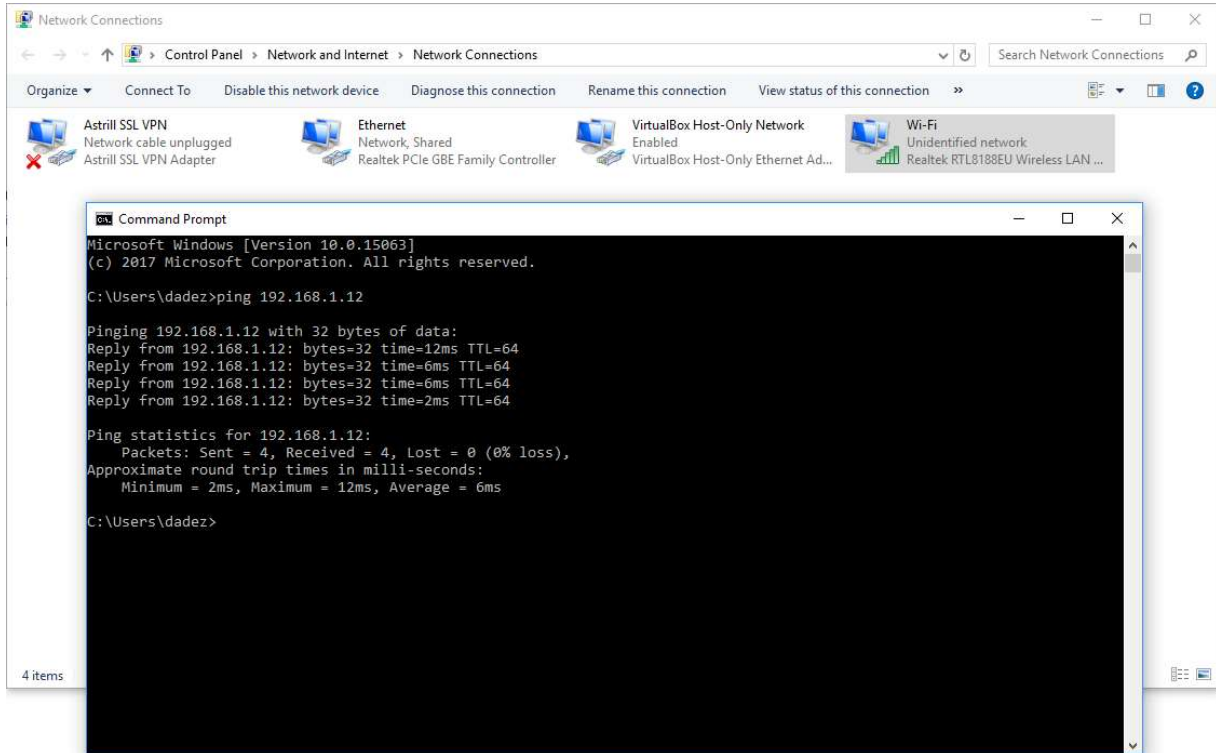 Network Connections
Control Panel > Network and Internet > Network Connections
Search Network Connections
Organize Connect To Disable this network device Diagnose this connection Rename this connection View status of this connection »
Astrill SSL VPN
Network cable unplugged
Astrill SSL VPN Adapter
Ethernet
Network, Shared
Realtek PCIe GBE Family Controller
VirtualBox Host-Only Network
Enabled
VirtualBox Host-Only Ethernet Ad...
Wi-Fi
Unidentified network
Realtek RTL8188EU Wireless LAN ...
Command Prompt
Microsoft Windows [Version 10.0.15063]
(c) 2017 Microsoft Corporation. All rights reserved.
C:\Users\dadez>ping 192.168.1.12
Pinging 192.168.1.12 with 32 bytes of data:
Reply from 192.168.1.12: bytes=32 time=12ms TTL=64
Reply from 192.168.1.12: bytes=32 time=6ms TTL=64
Reply from 192.168.1.12: bytes=32 time=6ms TTL=64
Reply from 192.168.1.12: bytes=32 time=2ms TTL=64
Ping statistics for 192.168.1.12:
Packets: Sent = 4, Received = 4, Lost = 0 (0% loss),
Approximate round trip times in milli-seconds:
Minimum = 2ms, Maximum = 12ms, Average = 6ms
C:\Users\dadez>
4 items